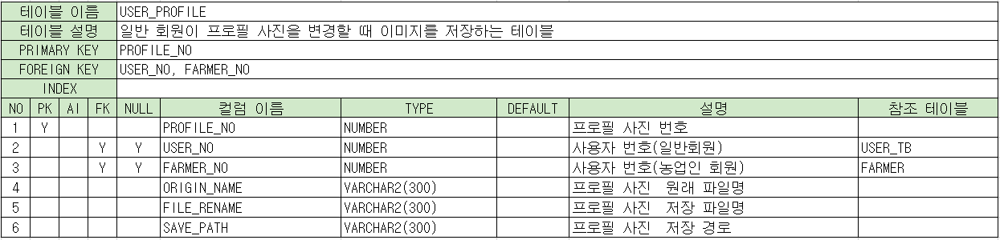 테이블 이름 USER_PROFILE
테이블 설명 일반 회원이 프로필 사진을 변경할 때 이미지를 저장하는 테이블
PRIMARY KEY PROFILE_NO
FOREIGN KEY USER_NO, FARMER_NO
INDEX
NO PK AI FK NULL 컬럼 이름 TYPE DEFAULT 설명 참조 테이블
1 Y PROFILE_NO NUMBER 프로필 사진 번호
2 Y Y USER_NO NUMBER 사용자 번호(일반회원) USER_TB
3 Y Y FARMER_NO NUMBER 사용자 번호(농업인 회원) FARMER
4 ORIGIN_NAME VARCHAR2(300) 프로필 사진 원래 파일명
5 FILE_RENAME VARCHAR2(300) 프로필 사진 저장 파일명
6 SAVE_PATH VARCHAR2(300) 프로필 사진 저장 경로